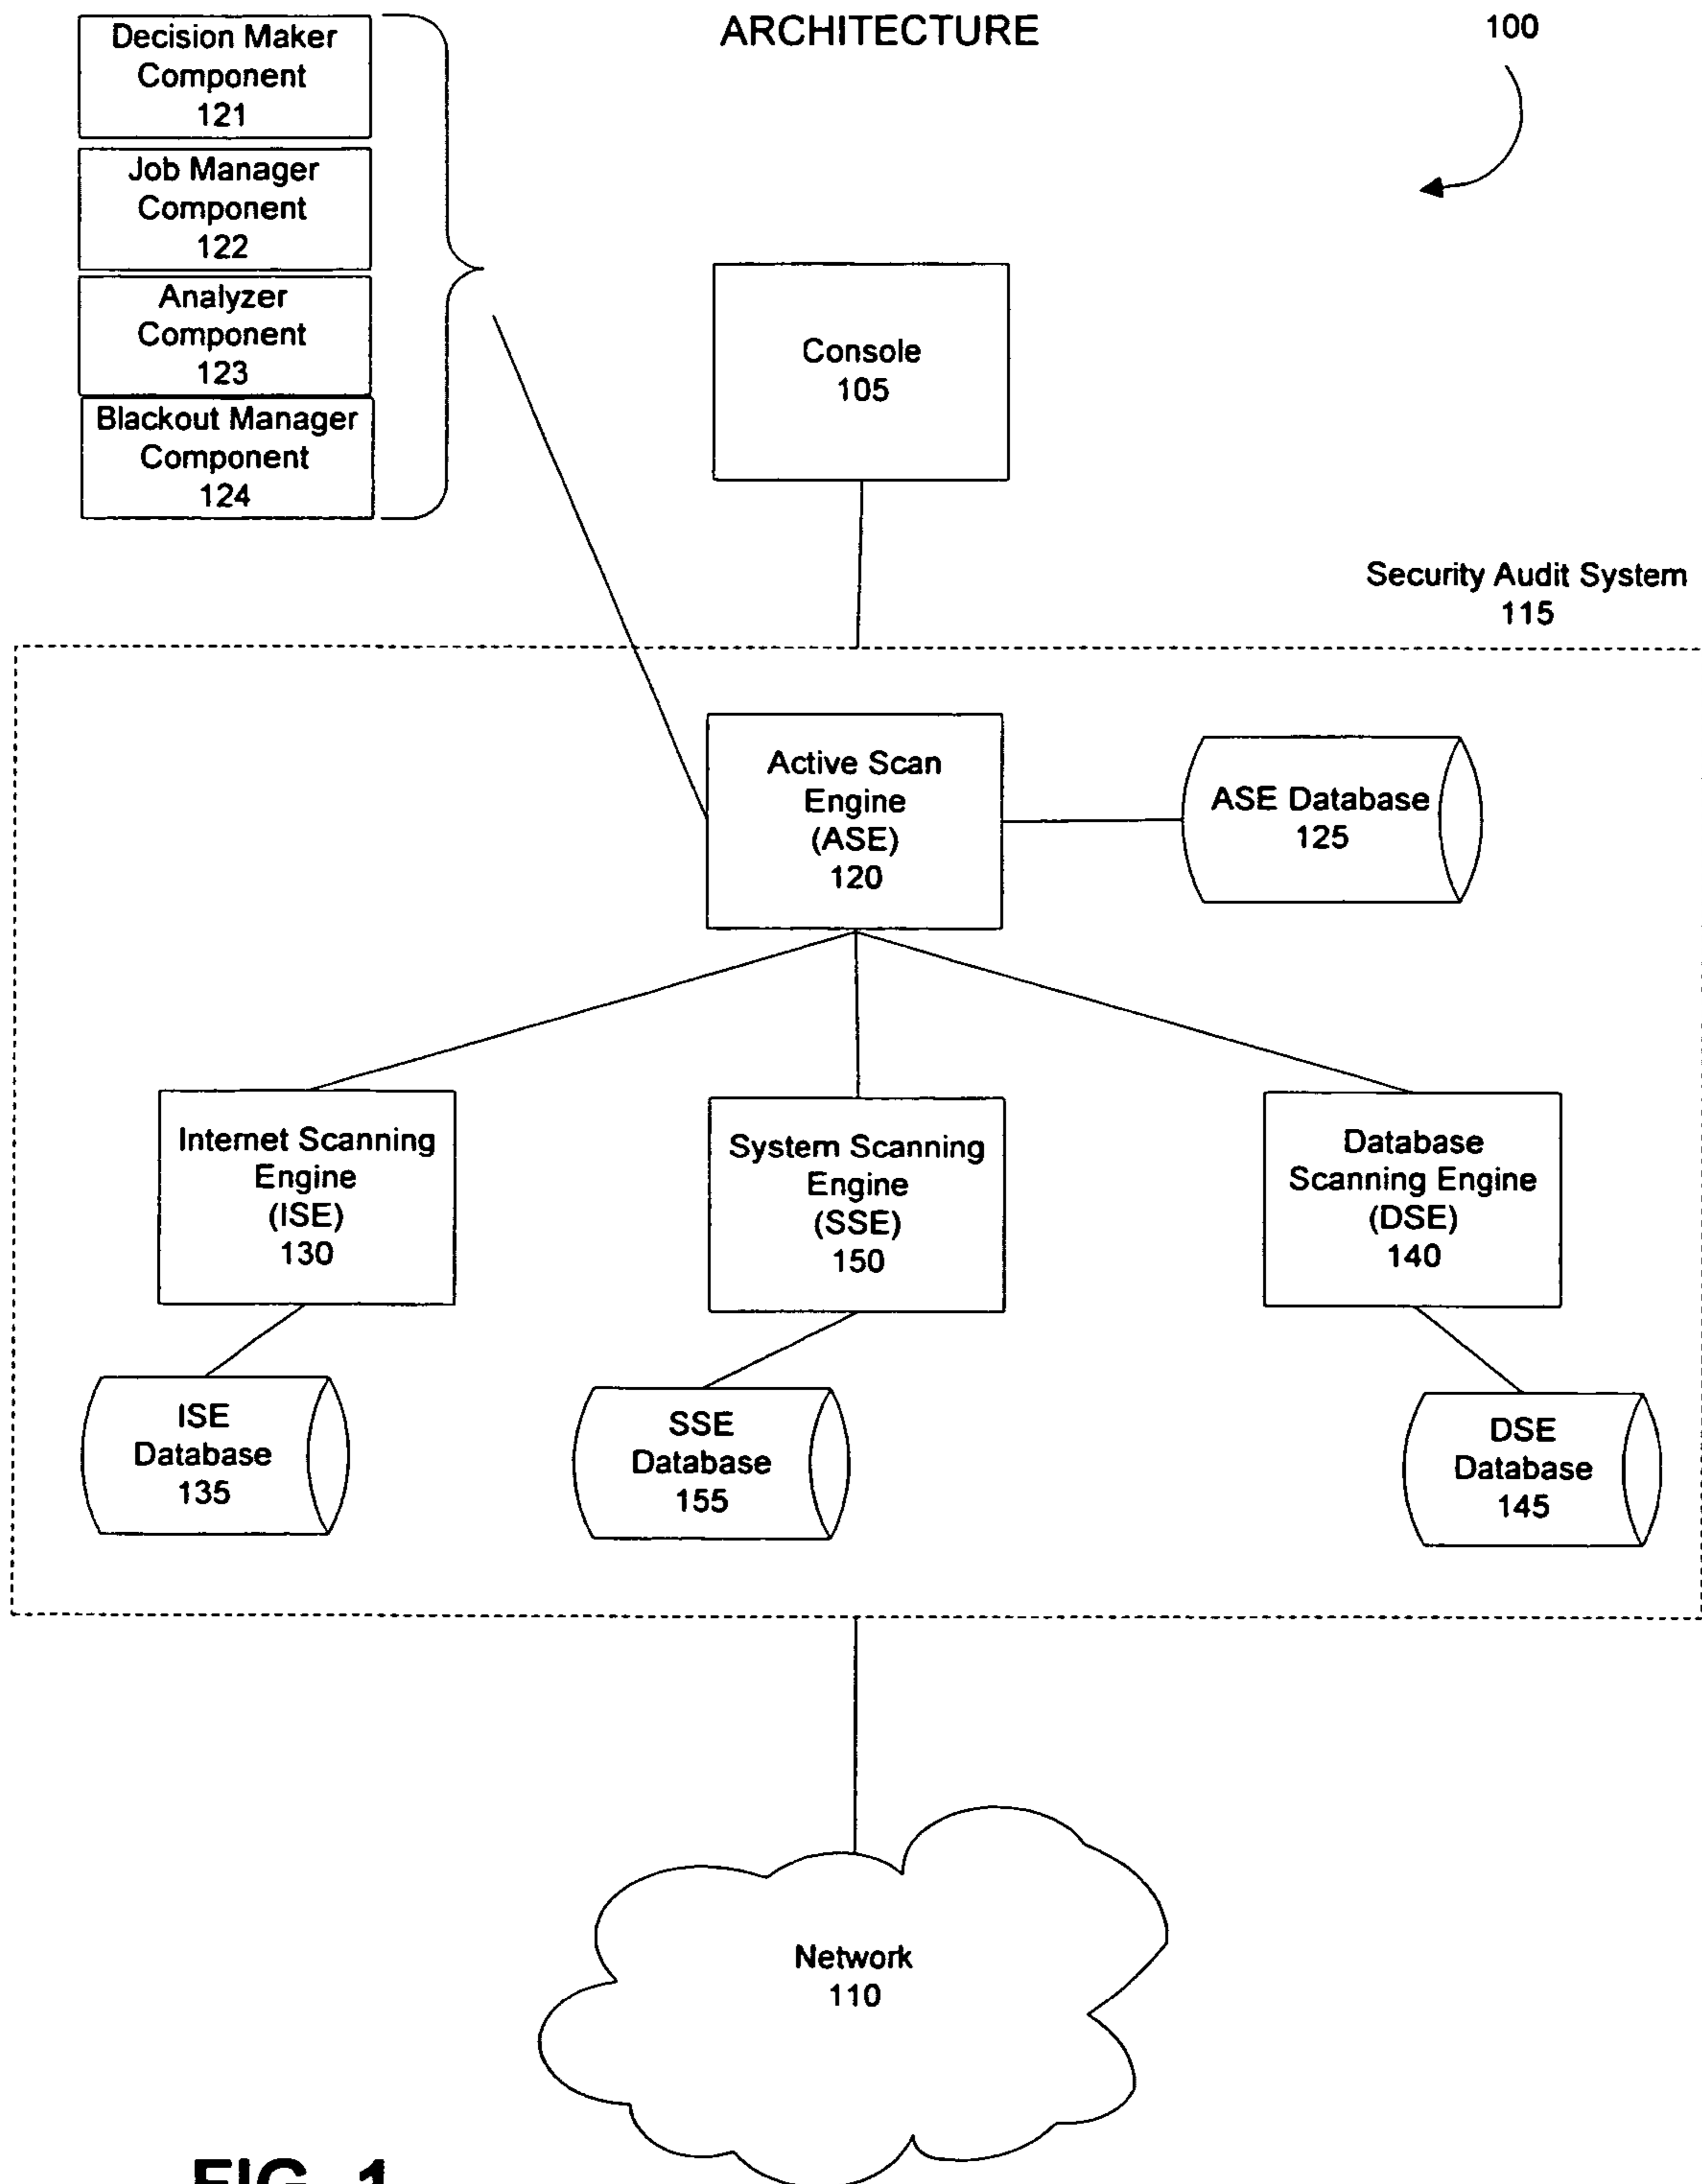 ARCHITECTURE
100
Decision Maker
Component
121
Job Manager
Component
122
Analyzer
Component
123
Blackout Manager
Component
124
Console
105
Security Audit System
115
Active Scan
Engine
(ASE)
120
ASE Database
125
Internet Scanning
Engine
(ISE)
130
System Scanning
Engine
(SSE)
150
Database
Scanning Engine
(DSE)
140
ISE
Database
135
SSE
Database
155
DSE
Database
145
Network
110
FIG. 1